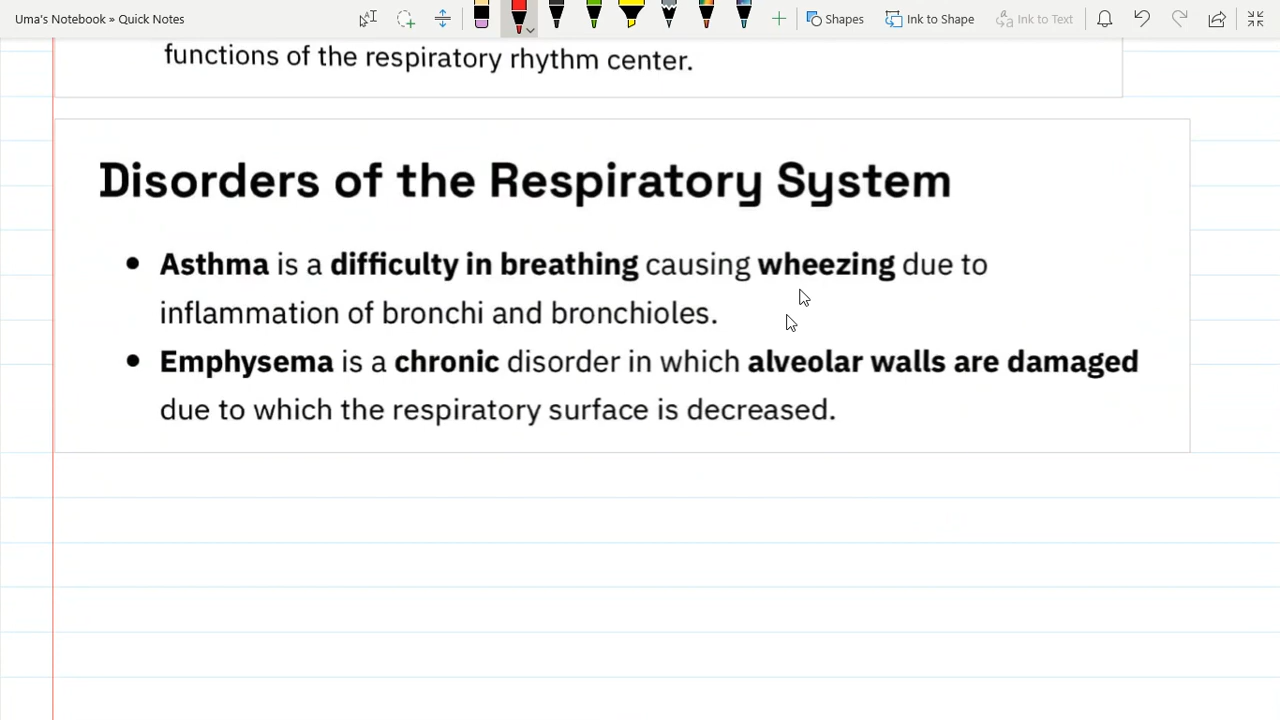 Uma's Notebook » Quick Notes
Shapes
Ink to Shape
Ink to Text
functions of the respiratory rhythm center.
Disorders of the Respiratory System
• Asthma is a difficulty in breathing causing wheezing due to
inflammation of bronchi and bronchioles.
• Emphysema is a chronic disorder in which alveolar walls are damaged
due to which the respiratory surface is decreased.